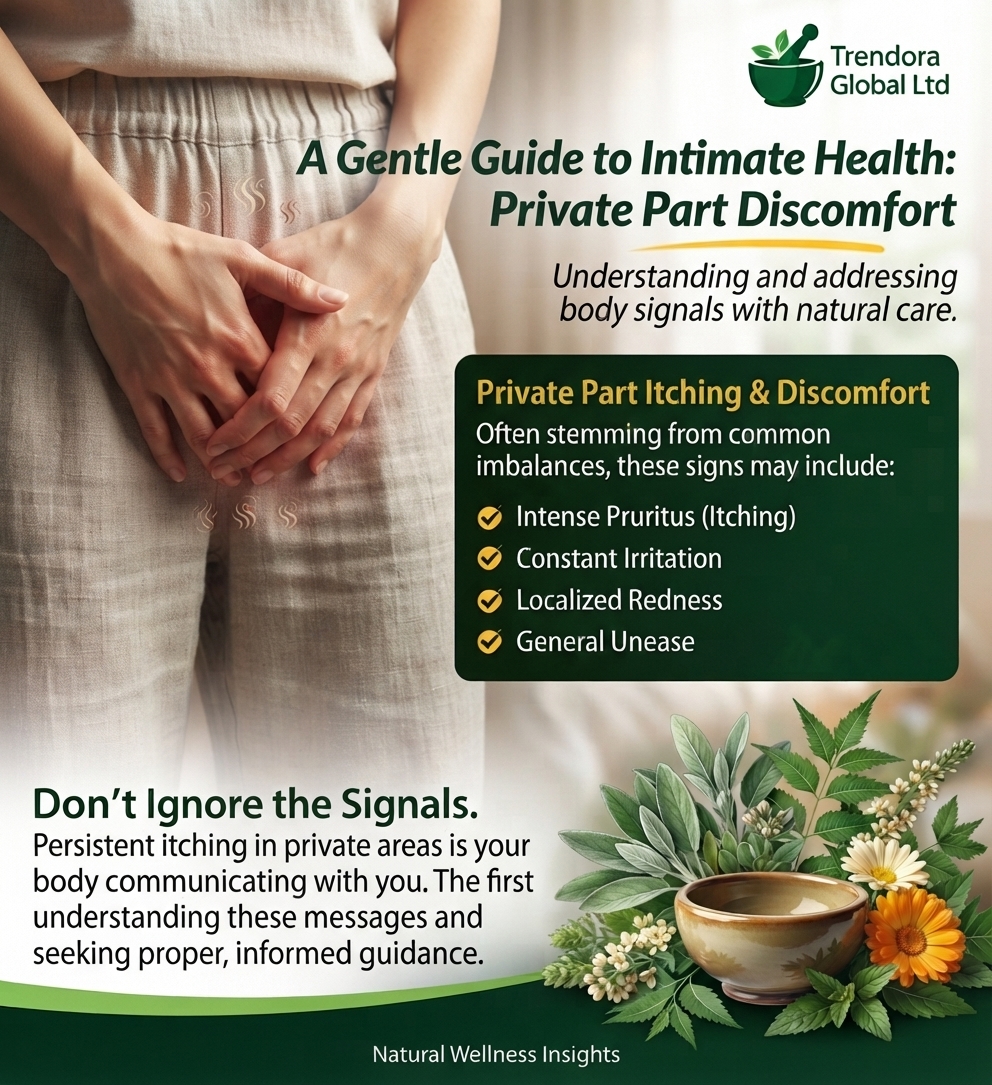 Trendora
Global Ltd
A Gentle Guide to Intimate Health:
Private Part Discomfort
Understanding and addressing
body signals with natural care.
Private Part Itching & Discomfort
Often stemming from common
imbalances, these signs may include:
Intense Pruritus (Itching)
Constant Irritation
Localized Redness
General Unease
Don't Ignore the Signals.
Persistent itching in private areas is your
body communicating with you. The first
understanding these messages and
seeking proper, informed guidance.
Natural Wellness Insights